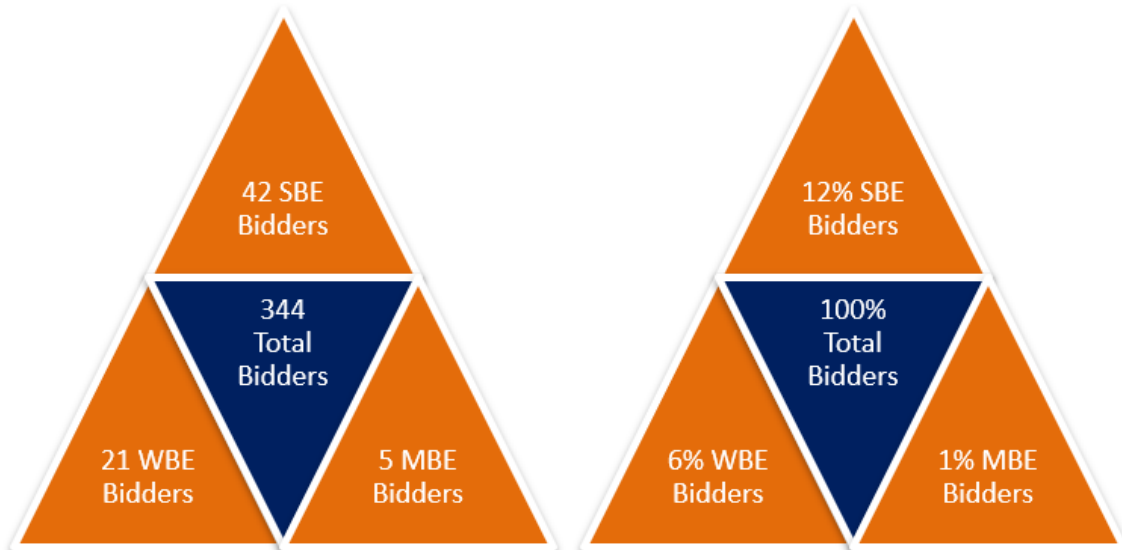 42 SBE
Bidders
344
Total
Bidders
21 WBE
Bidders
5 MBE
Bidders
12% SBE
Bidders
100%
Total
Bidders
6% WBE
Bidders
1% MBE
Bidders